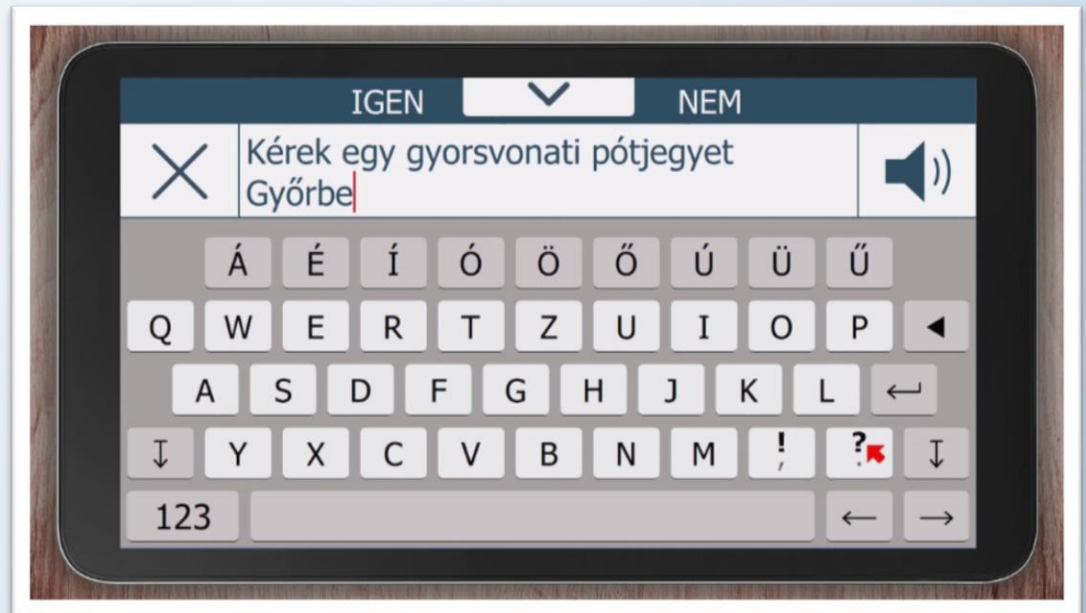 IGEN NEM
Kérek egy gyorsvonati pótjegyet
Győrbe
Á É Í Ó Ö Ő Ú Ü Ű
Q W E R T Z U I O P
A S D F G H J K L
Y X C V B N M ! , ? .
123